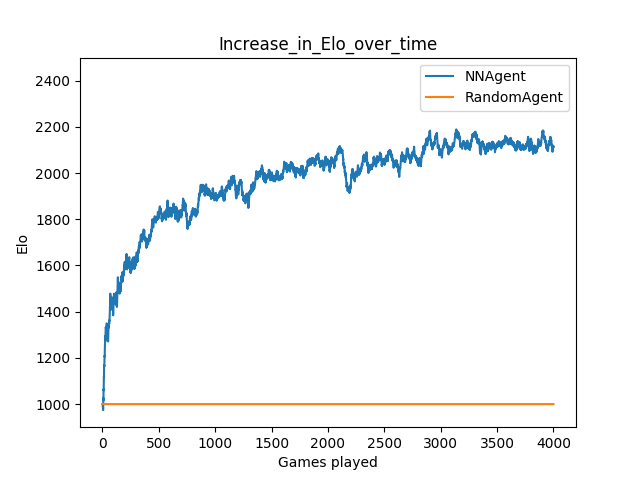 Increase_in_Elo_over_time
NNAgent
RandomAgent
Elo
2400
2200
2000
1800
1600
1400
1200
1000
0 500 1000 1500 2000 2500 3000 3500 4000
Games played